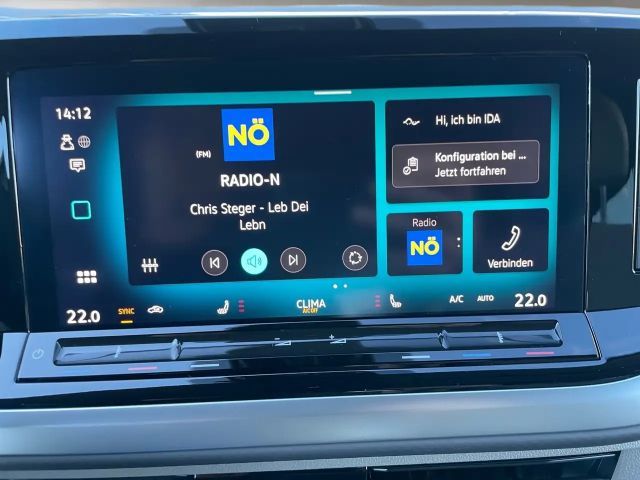 14:12
NÖ
(FM)
RADIO-N
Chris Steger - Leb Dei
Lebn
Hi, ich bin IDA
Konfiguration bei ...
Jetzt fortfahren
Radio
NÖ
Verbinden
22.0
SYNC
CLIMA
A/C OFF
A/C
AUTO
22.0